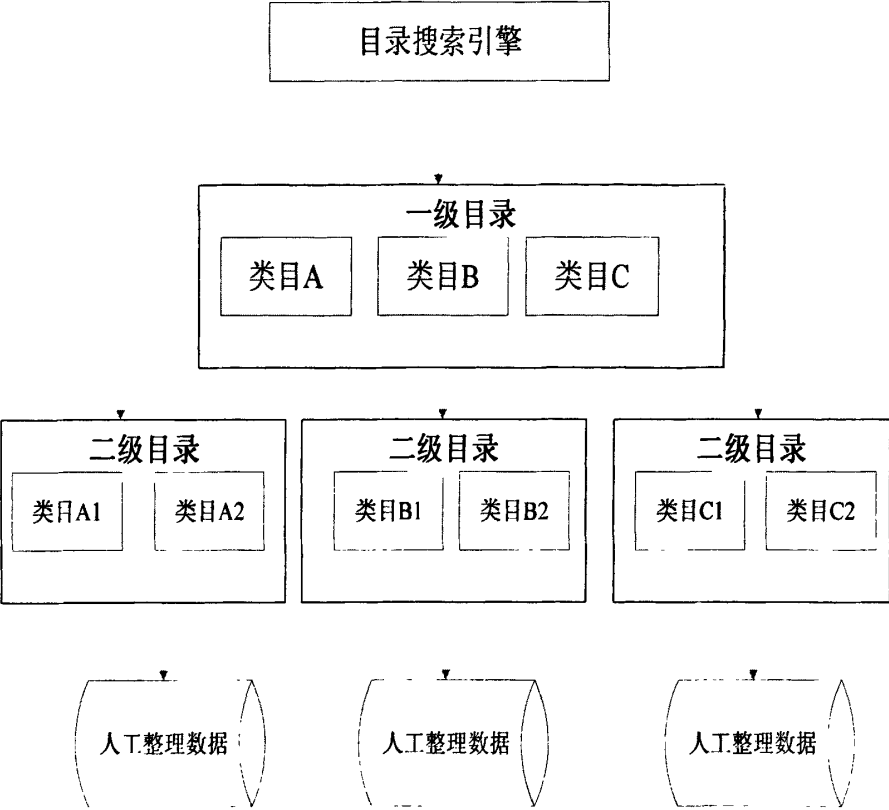 目录搜索引擎
一级目录
类目A 类目B 类目C
二级目录 二级目录 二级目录
类目A1 类目A2 类目B1 类目B2 类目C1 类目C2
人工整理数据 人工整理数据 人工整理数据